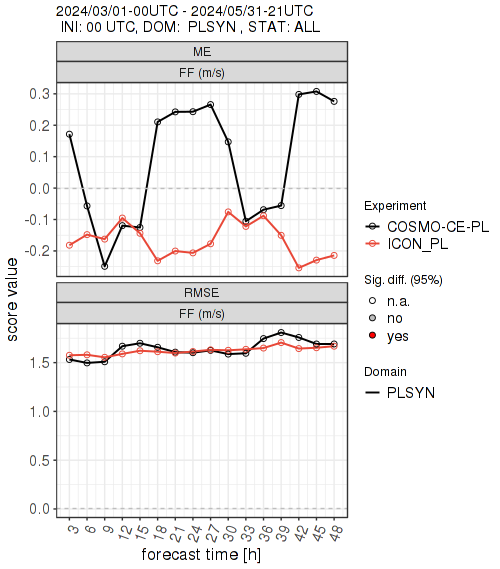 2024/03/01-00UTC - 2024/05/31-21UTC
INI: 00 UTC, DOM:  PLSYN , STAT: ALL
ME
FF (m/s)
0.3
0.2
0.1
0.0
-0.1
-0.2
RMSE
FF (m/s)
1.5
1.0
0.5
0.0
3 6 9 12 15 18 21 24 27 30 33 36 39 42 45 48
forecast time [h]
score value
Experiment
COSMO-CE-PL
ICON_PL
Sig. diff. (95%)
n.a.
no
yes
Domain
PLSYN